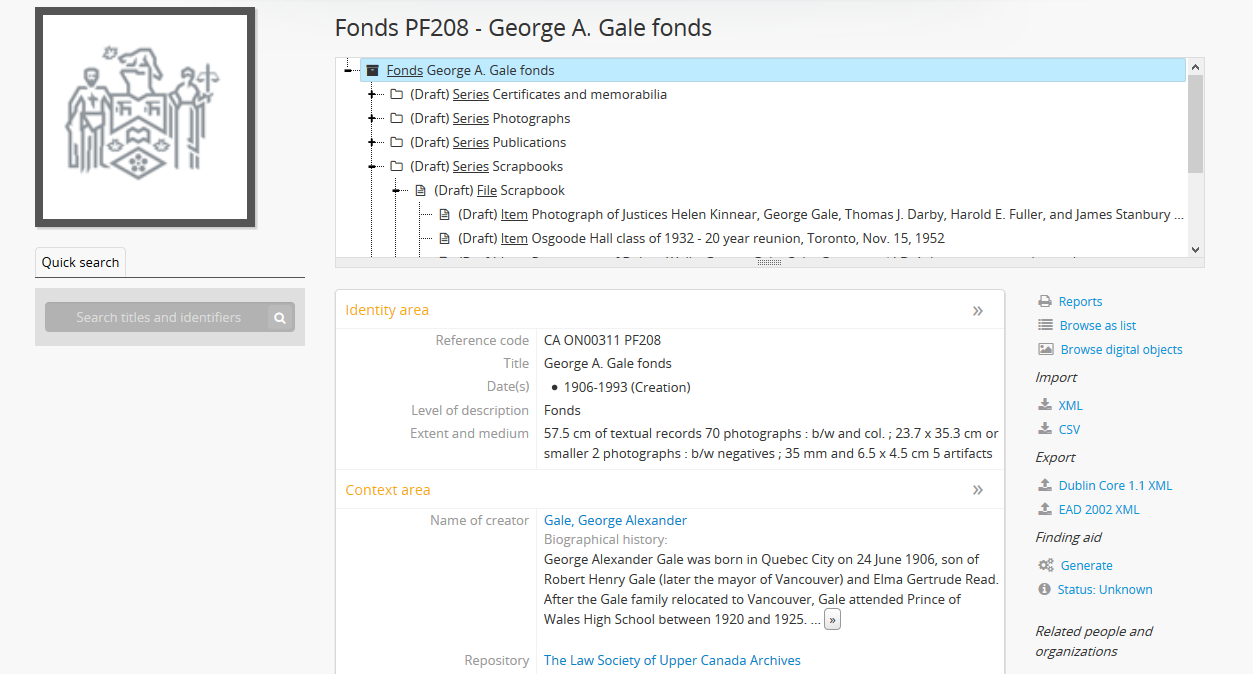 Fonds PF208 - George A. Gale fonds
Fonds George A. Gale fonds
(Draft) Series Certificates and memorabilia
(Draft) Series Photographs
(Draft) Series Publications
(Draft) Series Scrapbooks
(Draft) File Scrapbook
(Draft) Item Photograph of Justices Helen Kinnear, George Gale, Thomas J. Darby, Harold E. Fuller, and James Stanbury ...
(Draft) Item Osgoode Hall class of 1932 - 20 year reunion, Toronto, Nov. 15, 1952
Quick search
Search titles and identifiers
Identity area »
Reference code CA ON00311 PF208
Title George A. Gale fonds
Date(s) • 1906-1993 (Creation)
Level of description Fonds
Extent and medium 57.5 cm of textual records 70 photographs : b/w and col. ; 23.7 x 35.3 cm or
smaller 2 photographs : b/w negatives ; 35 mm and 6.5 x 4.5 cm 5 artifacts
Context area »
Name of creator Gale, George Alexander
Biographical history:
George Alexander Gale was born in Quebec City on 24 June 1906, son of
Robert Henry Gale (later the mayor of Vancouver) and Elma Gertrude Read.
After the Gale family relocated to Vancouver, Gale attended Prince of
Wales High School between 1920 and 1925. ... »
Repository The Law Society of Upper Canada Archives
Reports
Browse as list
Browse digital objects
Import
XML
CSV
Export
Dublin Core 1.1 XML
EAD 2002 XML
Finding aid
Generate
Status: Unknown
Related people and
organizations